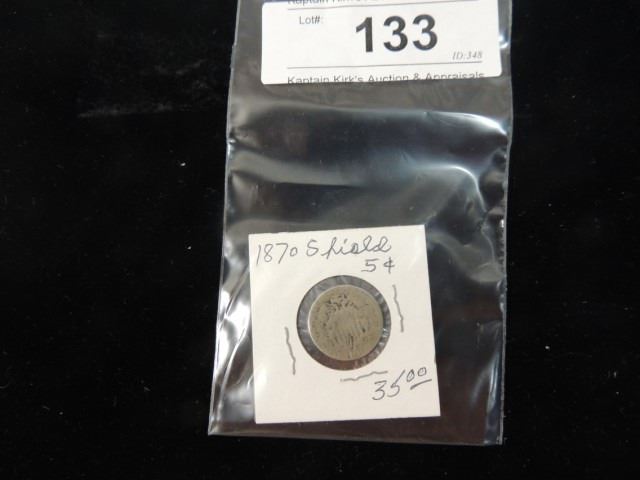 Lot#:
133
ID:348
Kaptain Kirk's Auction & Appraisals
1870 Shield
5¢
35.00